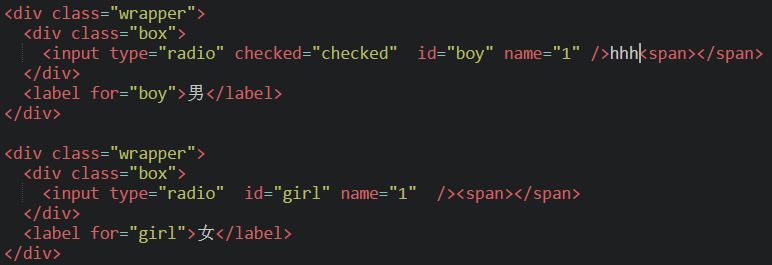 <div class="wrapper">
  <div class="box">
    <input type="radio" checked="checked"  id="boy" name="1" />hhh<span></span>
  </div>
  <label for="boy">男</label>
</div>

<div class="wrapper">
  <div class="box">
    <input type="radio"  id="girl" name="1"  /><span></span>
  </div>
  <label for="girl">女</label>
</div>